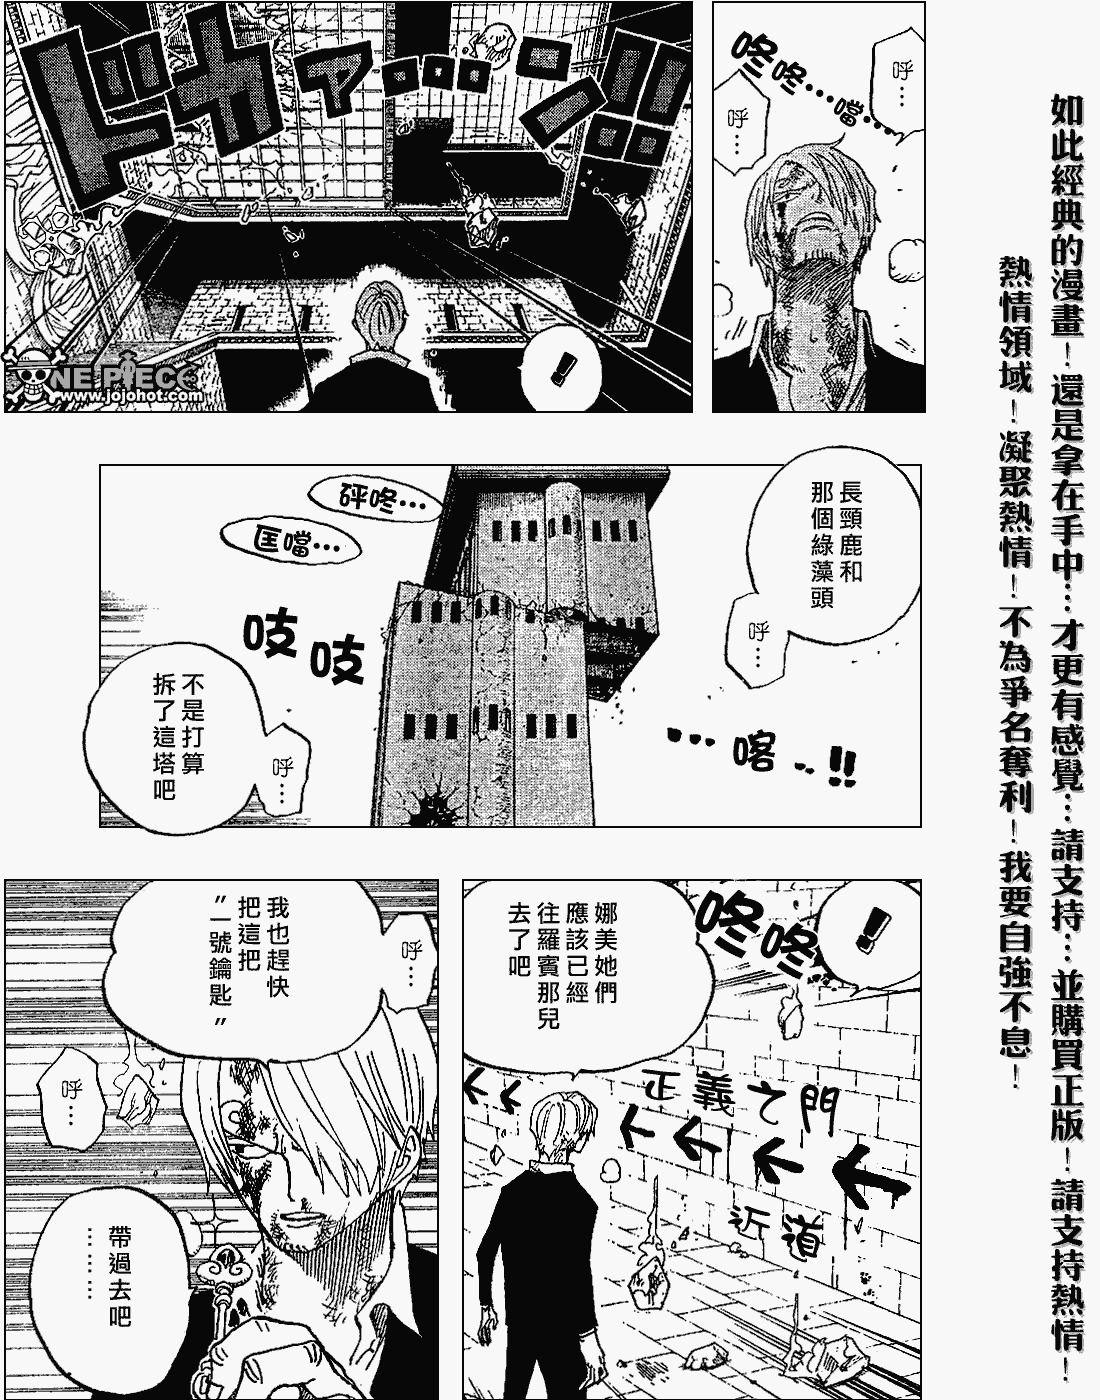 如此經典的漫畫！還是拿在手中…才更有感覺…請支持…並購買正版！請支持熱情！
熱情領域！凝聚熱情！不為爭名奪利！我要自強不息！
呼…
咚咚…噹…
呼…
ドカァ
！
ONE PIECE
www.jojohot.com
長頸鹿和
那個綠藻頭
呼…
砰咚…
匡噹…
吱吱
…喀…!!
不是打算
拆了這塔吧
呼…
！
咚咚…
娜美她們
應該已經
往羅賓那兒
去了吧
正義之門
近道
呼…
我也趕快
把這把
〝一號鑰匙〞
呼…
帶過去吧
………